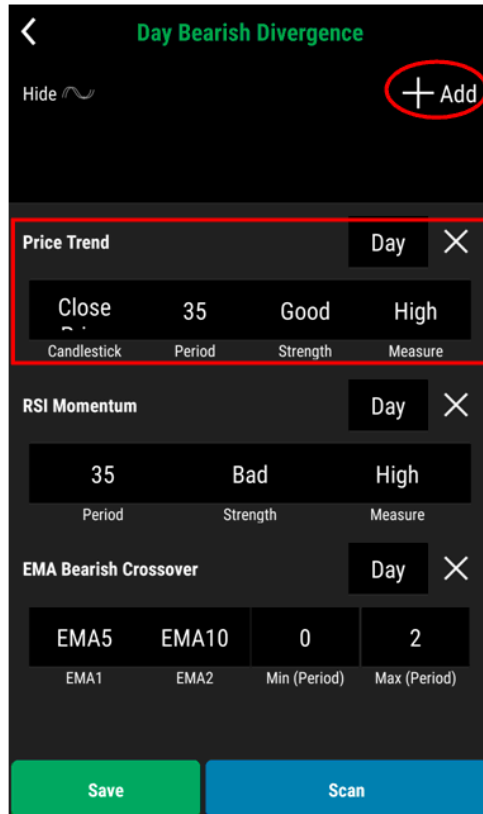 Day Bearish Divergence
Hide
Add
Price Trend
Day
Close 35 Good High
Candlestick Period Strength Measure
RSI Momentum
Day
35 Bad High
Period Strength Measure
EMA Bearish Crossover
Day
EMA5 EMA10 0 2
EMA1 EMA2 Min (Period) Max (Period)
Save Scan